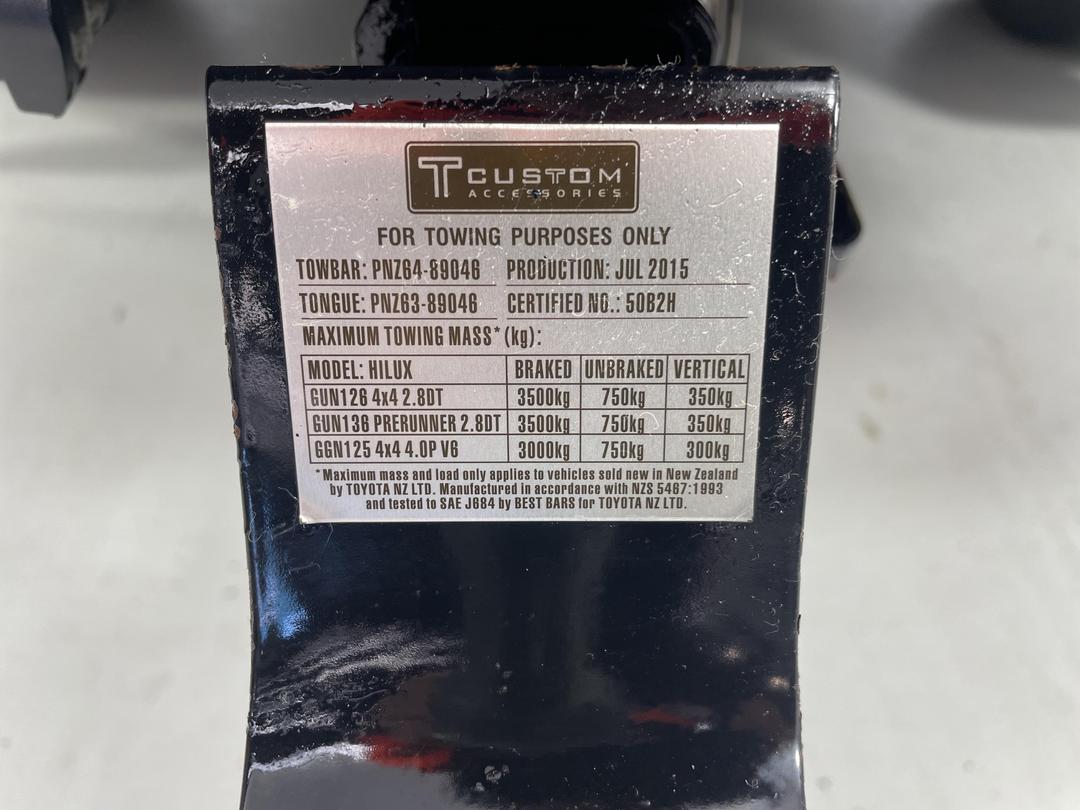 TCUSTOM
ACCESSORIES
FOR TOWING PURPOSES ONLY
TOWBAR: PNZ64-89046 PRODUCTION: JUL 2015
TONGUE: PNZ63-89046 CERTIFIED NO.: 50B2H
MAXIMUM TOWING MASS* (kg):
MODEL: HILUX BRAKED UNBRAKED VERTICAL
GUN126 4x4 2.8DT 3500kg 750kg 350kg
GUN136 PRERUNNER 2.8DT 3500kg 750kg 350kg
GGN125 4x4 4.0P V6 3000kg 750kg 300kg
*Maximum mass and load only applies to vehicles sold new in New Zealand
by TOYOTA NZ LTD. Manufactured in accordance with NZS 5467:1993
and tested to SAE J684 by BEST BARS for TOYOTA NZ LTD.